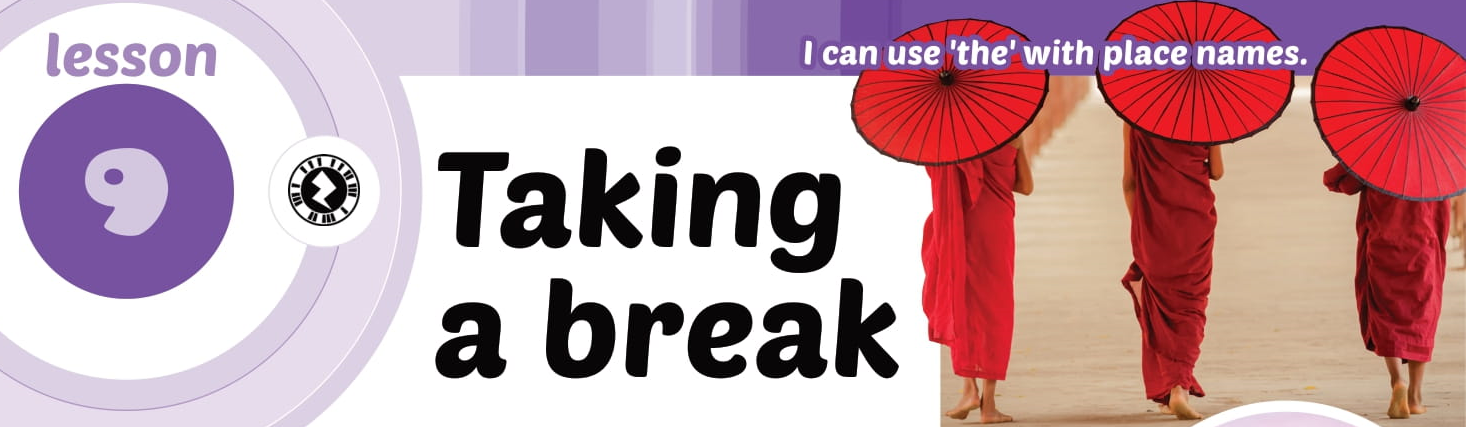 lesson
9
I can use 'the' with place names.
Taking
a break